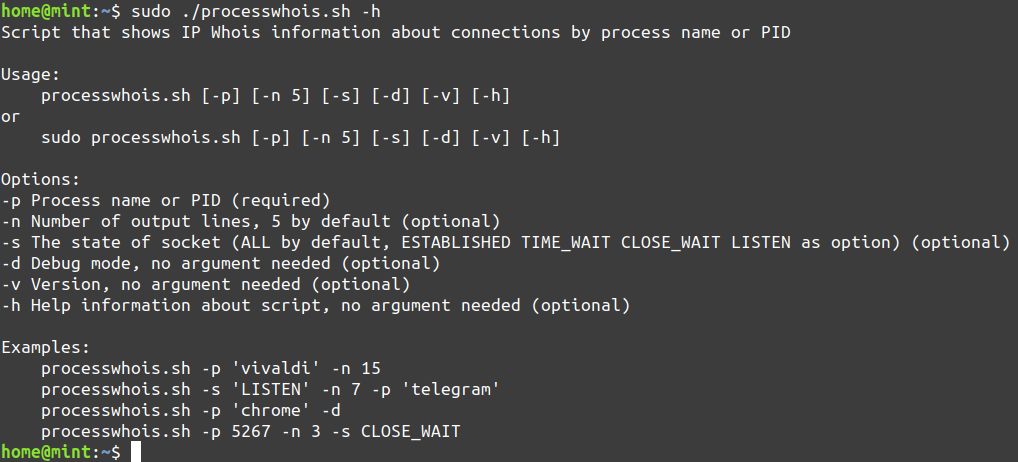 home@mint:~$ sudo ./processwhois.sh -h
Script that shows IP Whois information about connections by process name or PID

Usage:
    processwhois.sh [-p] [-n 5] [-s] [-d] [-v] [-h]
or
    sudo processwhois.sh [-p] [-n 5] [-s] [-d] [-v] [-h]

Options:
-p Process name or PID (required)
-n Number of output lines, 5 by default (optional)
-s The state of socket (ALL by default, ESTABLISHED TIME_WAIT CLOSE_WAIT LISTEN as option) (optional)
-d Debug mode, no argument needed (optional)
-v Version, no argument needed (optional)
-h Help information about script, no argument needed (optional)

Examples:
    processwhois.sh -p 'vivaldi' -n 15
    processwhois.sh -s 'LISTEN' -n 7 -p 'telegram'
    processwhois.sh -p 'chrome' -d
    processwhois.sh -p 5267 -n 3 -s CLOSE_WAIT
home@mint:~$